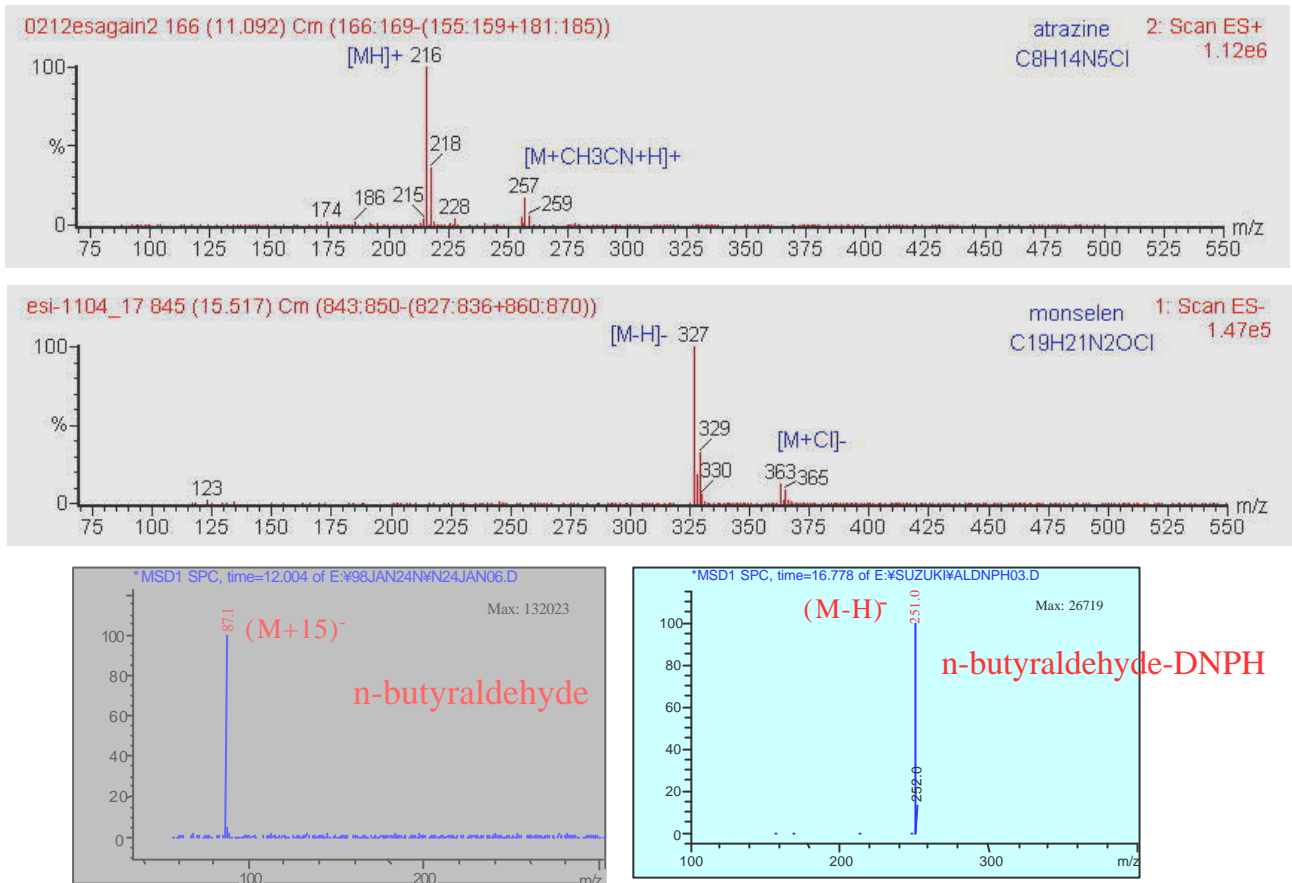 0212esagain2 166 (11.092) Cm (166:169-(155:159+181:185))
atrazine
2: Scan ES+
C8H14N5Cl
1.12e6
[MH]+ 216
100
%
0
218
[M+CH3CN+H]+
257
259
174
186
215
228
75 100 125 150 175 200 225 250 275 300 325 350 375 400 425 450 475 500 525 550 m/z
esi-1104_17 845 (15.517) Cm (843:850-(827:836+860:870))
monselen
1: Scan ES-
C19H21N2OCl
1.47e5
[M-H]- 327
100
%
0
329
[M+Cl]-
330
363 365
123
75 100 125 150 175 200 225 250 275 300 325 350 375 400 425 450 475 500 525 550 m/z
*MSD1 SPC, time=12.004 of E:¥98JAN24N¥N24JAN06.D
Max: 132023
87.1
(M+15)-
n-butyraldehyde
100
80
60
40
20
0
100 200 m/z
*MSD1 SPC, time=16.778 of E:¥SUZUKI¥ALDNPH03.D
(M-H)-
251.0
Max: 26719
n-butyraldehyde-DNPH
252.0
100
80
60
40
20
0
100 200 300 m/z